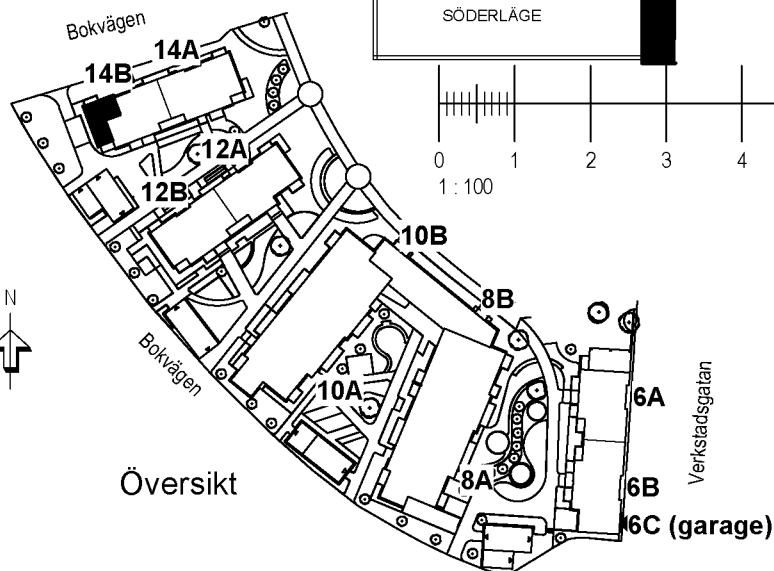 SÖDERLÄGE
Bokvägen
14A
14B
0 1 2 3 4
1 : 100
12A
12B
10B
N
8B
Bokvägen
10A
6A
Verkstadsgatan
Översikt
8A
6B
6C (garage)